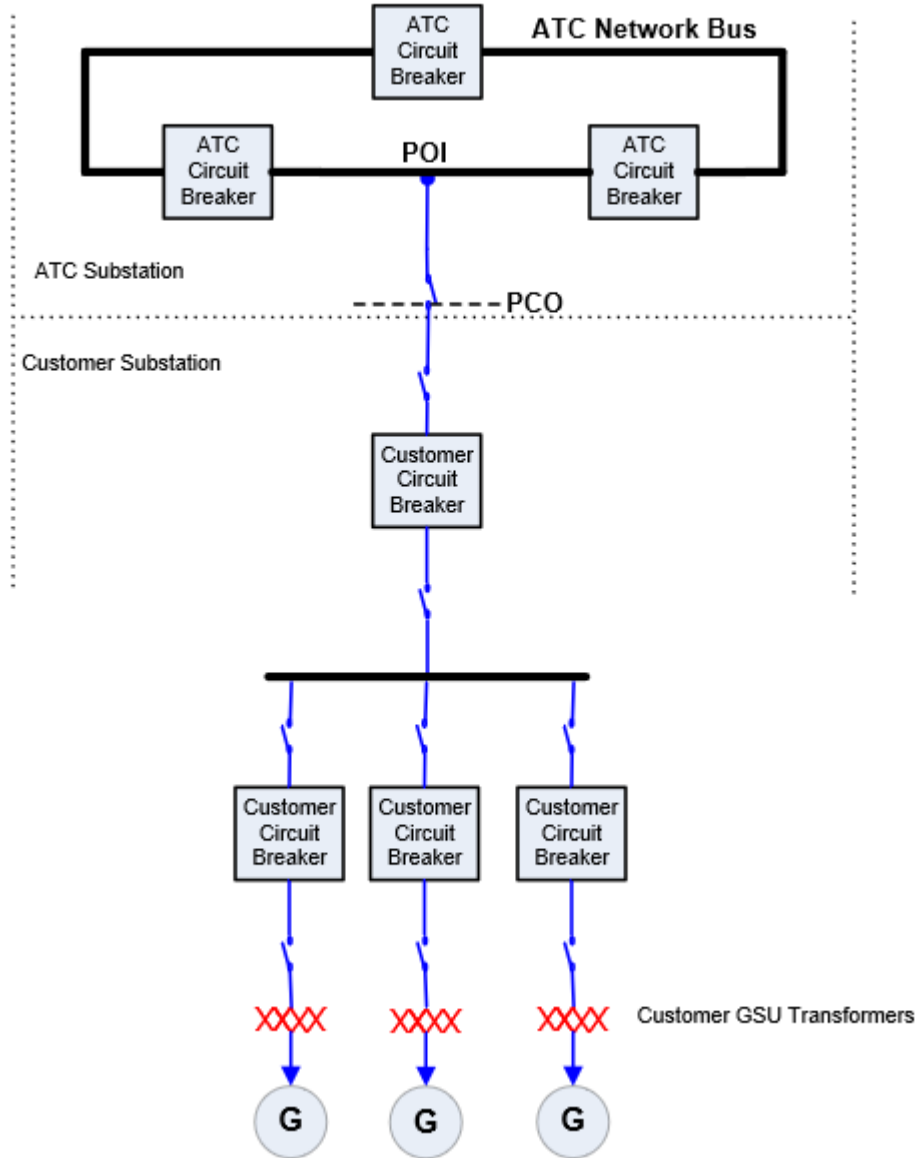 ATC
Circuit
Breaker
ATC Network Bus
ATC
Circuit
Breaker
POI
ATC
Circuit
Breaker
ATC Substation
PCO
Customer Substation
Customer
Circuit
Breaker
Customer
Circuit
Breaker
Customer
Circuit
Breaker
Customer
Circuit
Breaker
Customer GSU Transformers
G
G
G